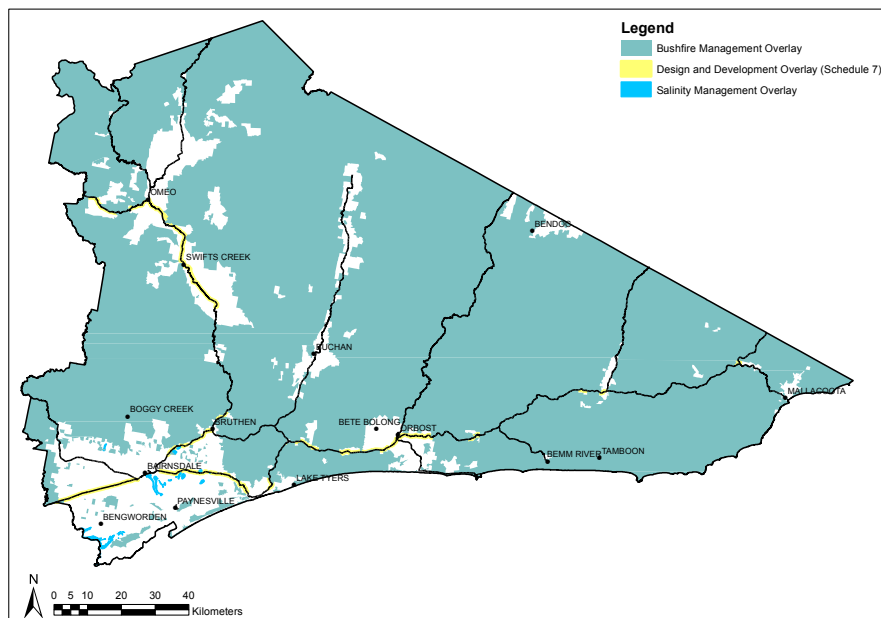 Legend
Bushfire Management Overlay
Design and Development Overlay (Schedule 7)
Salinity Management Overlay
OMEO
BENDOC
SWIFTS CREEK
BUCHAN
MALLACOOTA
BOGGY CREEK
BRUTHEN
BETE BOLONG
ORBOST
BEMM RIVER
TAMBOON
BAIRNSDALE
LAKE TYERS
PAYNESVILLE
BENGWORDEN
N
0 5 10 20 30 40
Kilometers